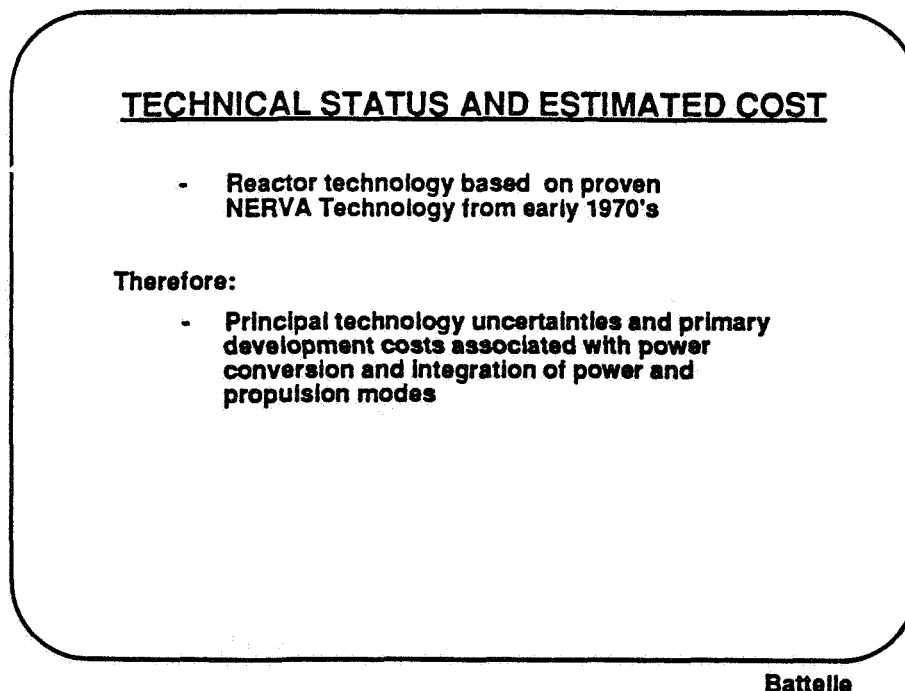 TECHNICAL STATUS AND ESTIMATED COST
- Reactor technology based on proven
NERVA Technology from early 1970's
Therefore:
- Principal technology uncertainties and primary
development costs associated with power
conversion and integration of power and
propulsion modes
Battelle